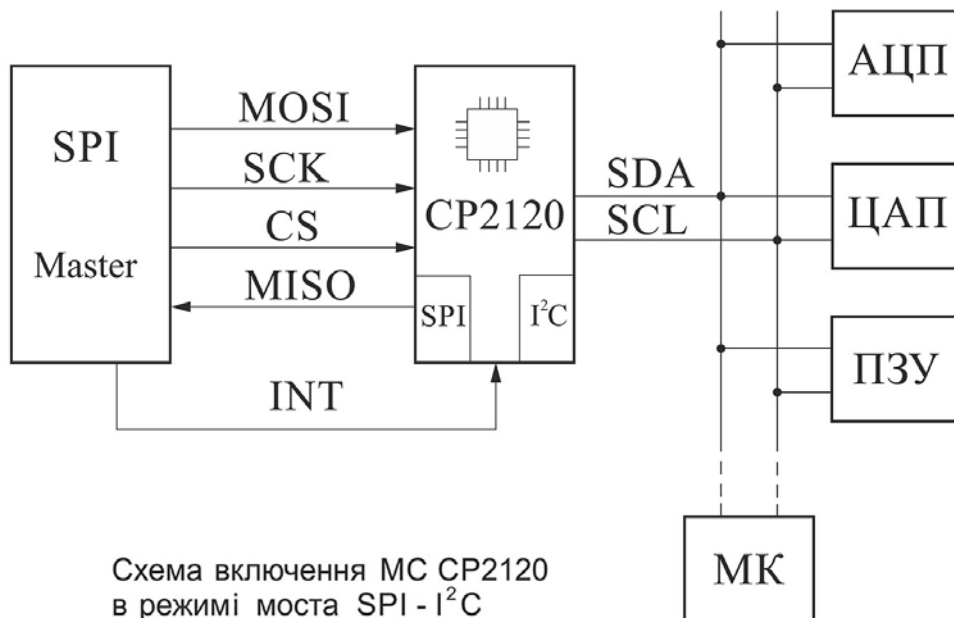 АЦП
MOSI
SPI
SCK
SDA
CP2120
ЦАП
SCL
CS
Master
MISO
SPI
I²C
ПЗУ
INT
МК
Схема включення МС CP2120
в режимі моста SPI - I²C